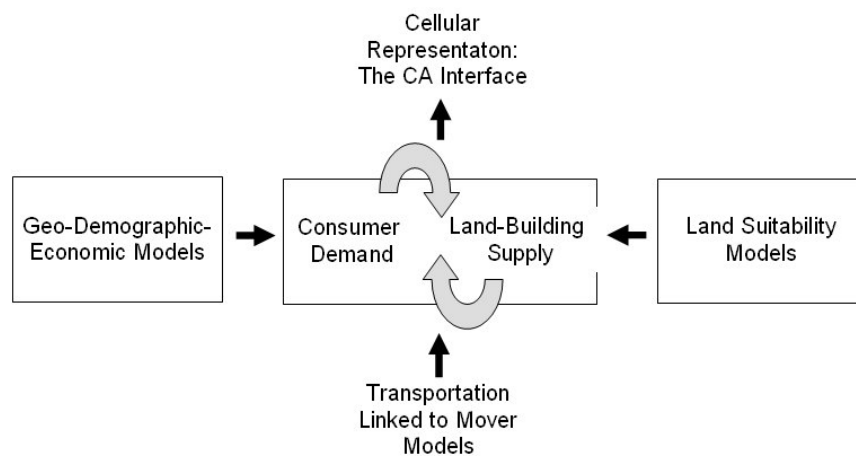 Cellular
Representaton:
The CA Interface
Geo-Demographic-
Economic Models
Consumer
Demand
Land-Building
Supply
Land Suitability
Models
Transportation
Linked to Mover
Models